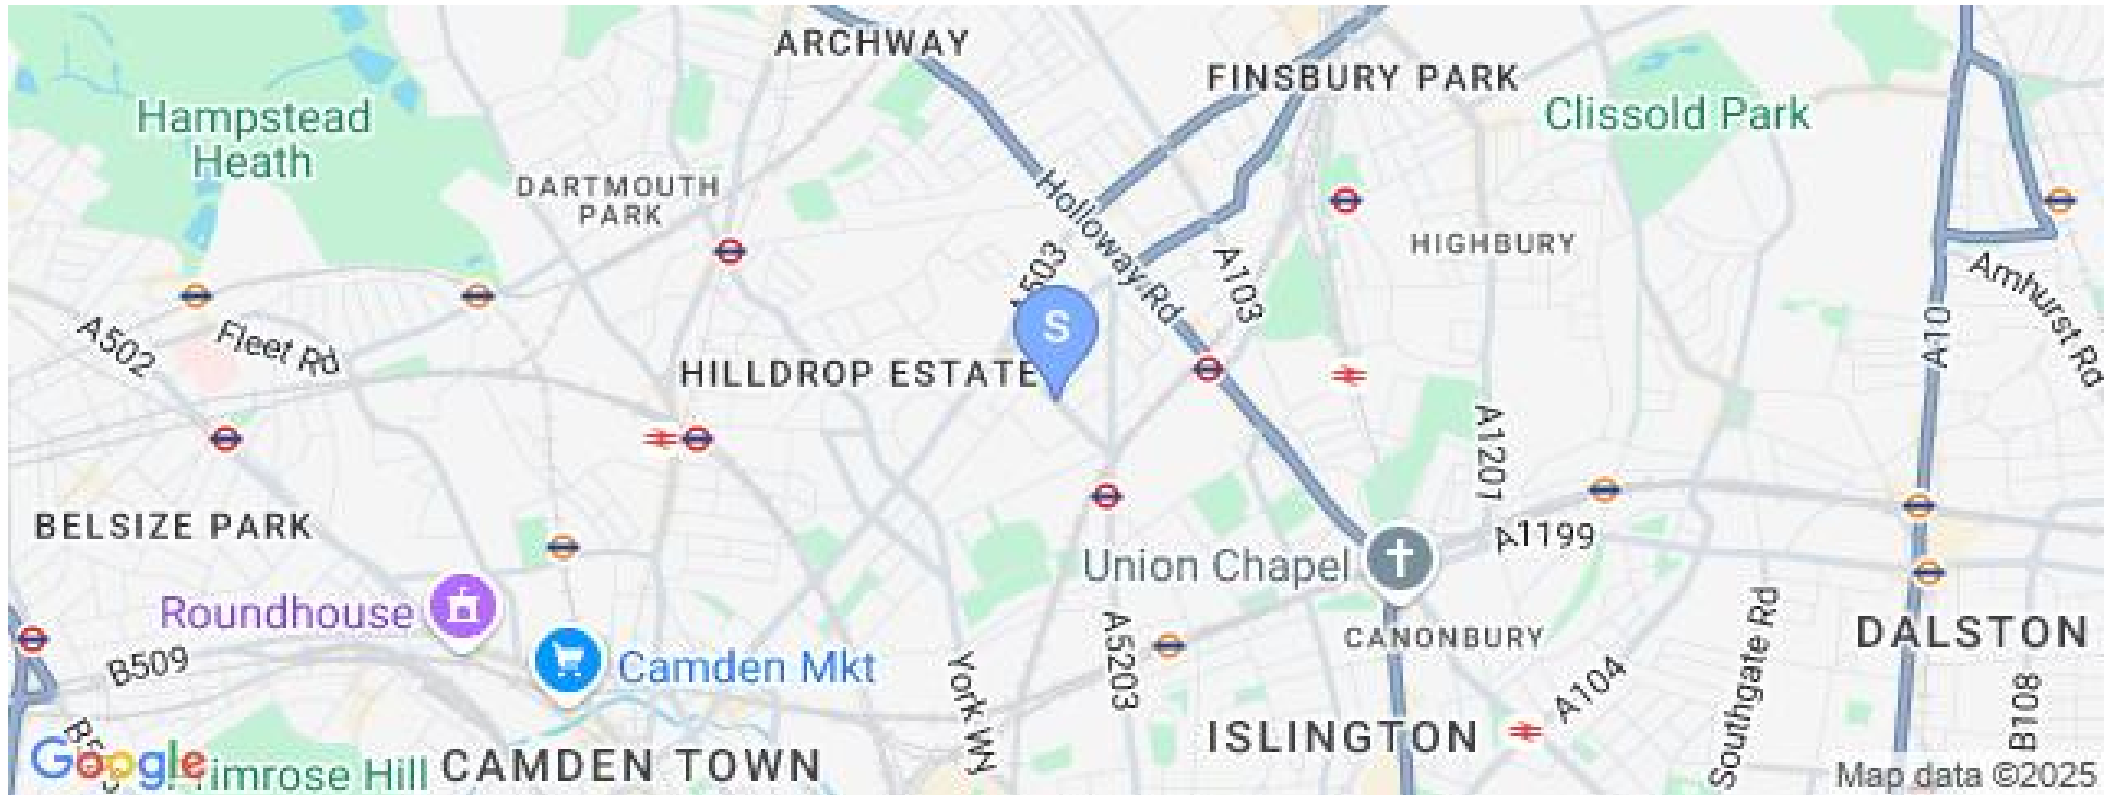 ARCHWAY
FINSBURY PARK
Hampstead
Heath
Clissold Park
DARTMOUTH
PARK
Holloway Rd
HIGHBURY
A503
A103
Amhurst Rd
A502
Fleet Rd
S
HILLDROP ESTATE
A10
A1201
BELSIZE PARK
A1199
Union Chapel
Roundhouse
CANONBURY
DALSTON
B509
Camden Mkt
A5203
York Wy
A104
Southgate Rd
B108
ISLINGTON
Google
imrose Hill
CAMDEN TOWN
Map data ©2025